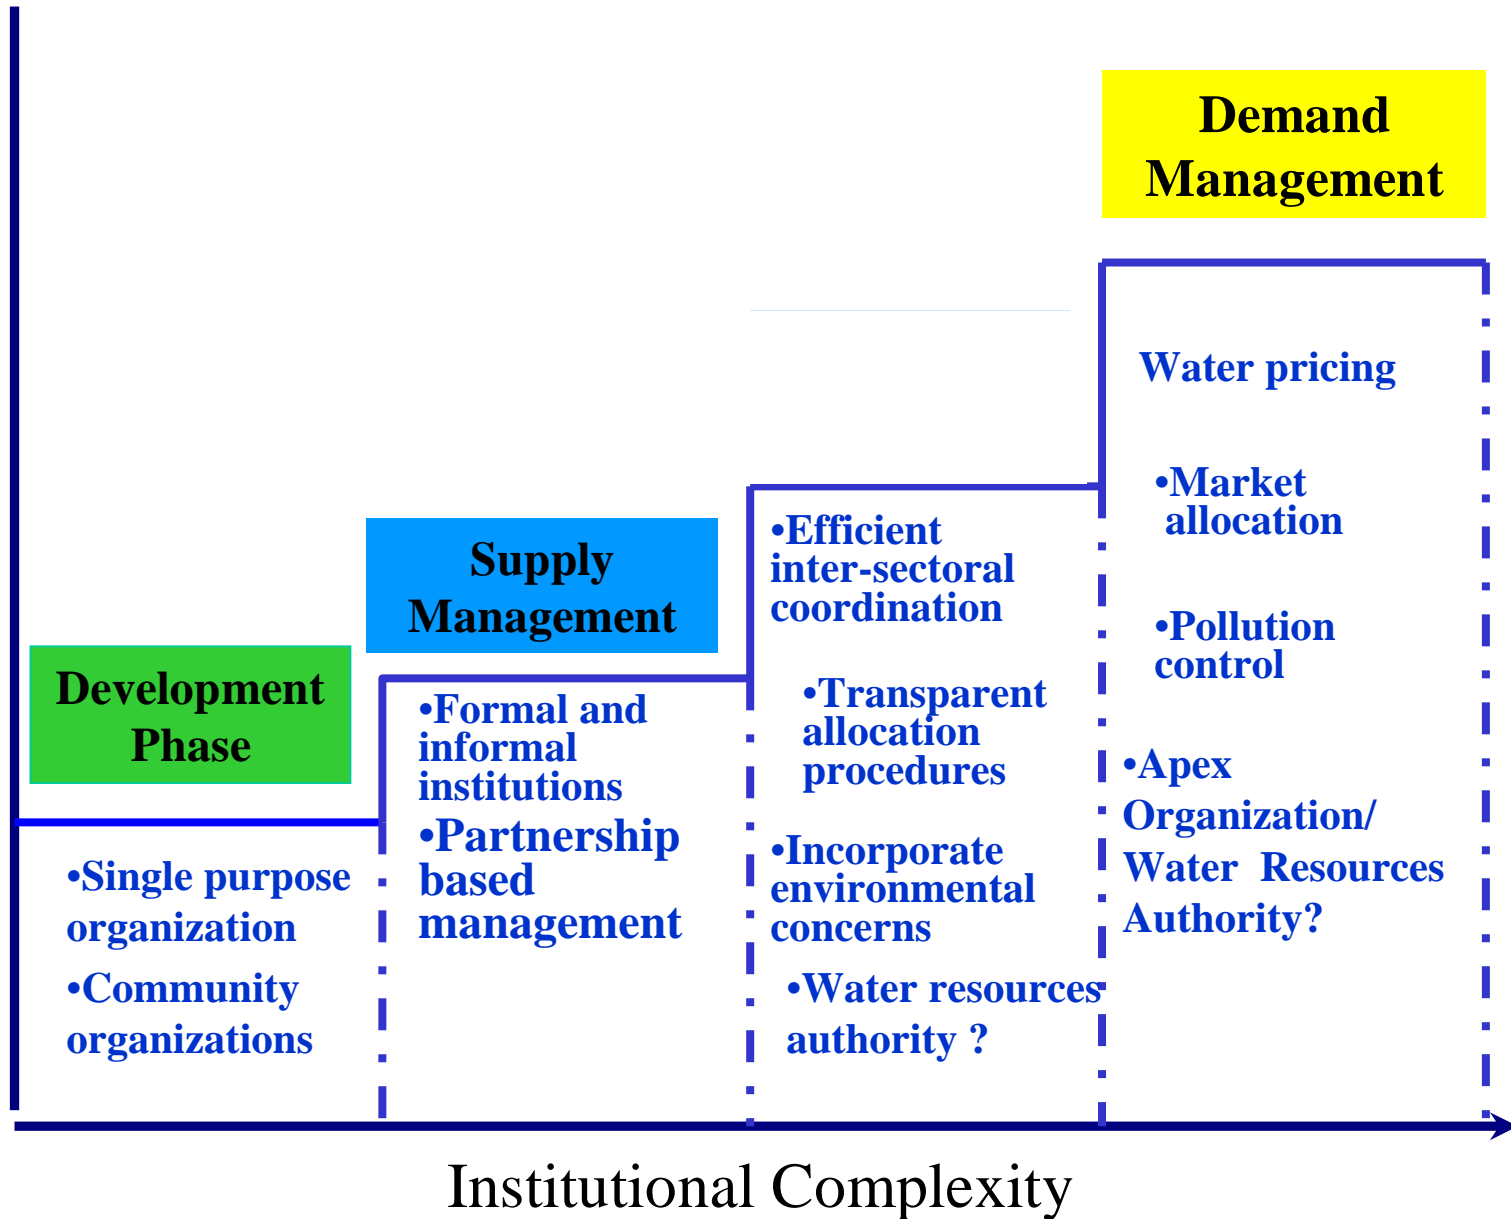 Demand
Management
Water pricing
•Market
allocation
•Pollution
control
•Apex
Organization/
Water Resources
Authority?
•Efficient
inter-sectoral
coordination
•Transparent
allocation
procedures
•Incorporate
environmental
concerns
•Water resources
authority ?
Supply
Management
•Formal and
informal
institutions
•Partnership
based
management
Development
Phase
•Single purpose
organization
•Community
organizations
Institutional Complexity